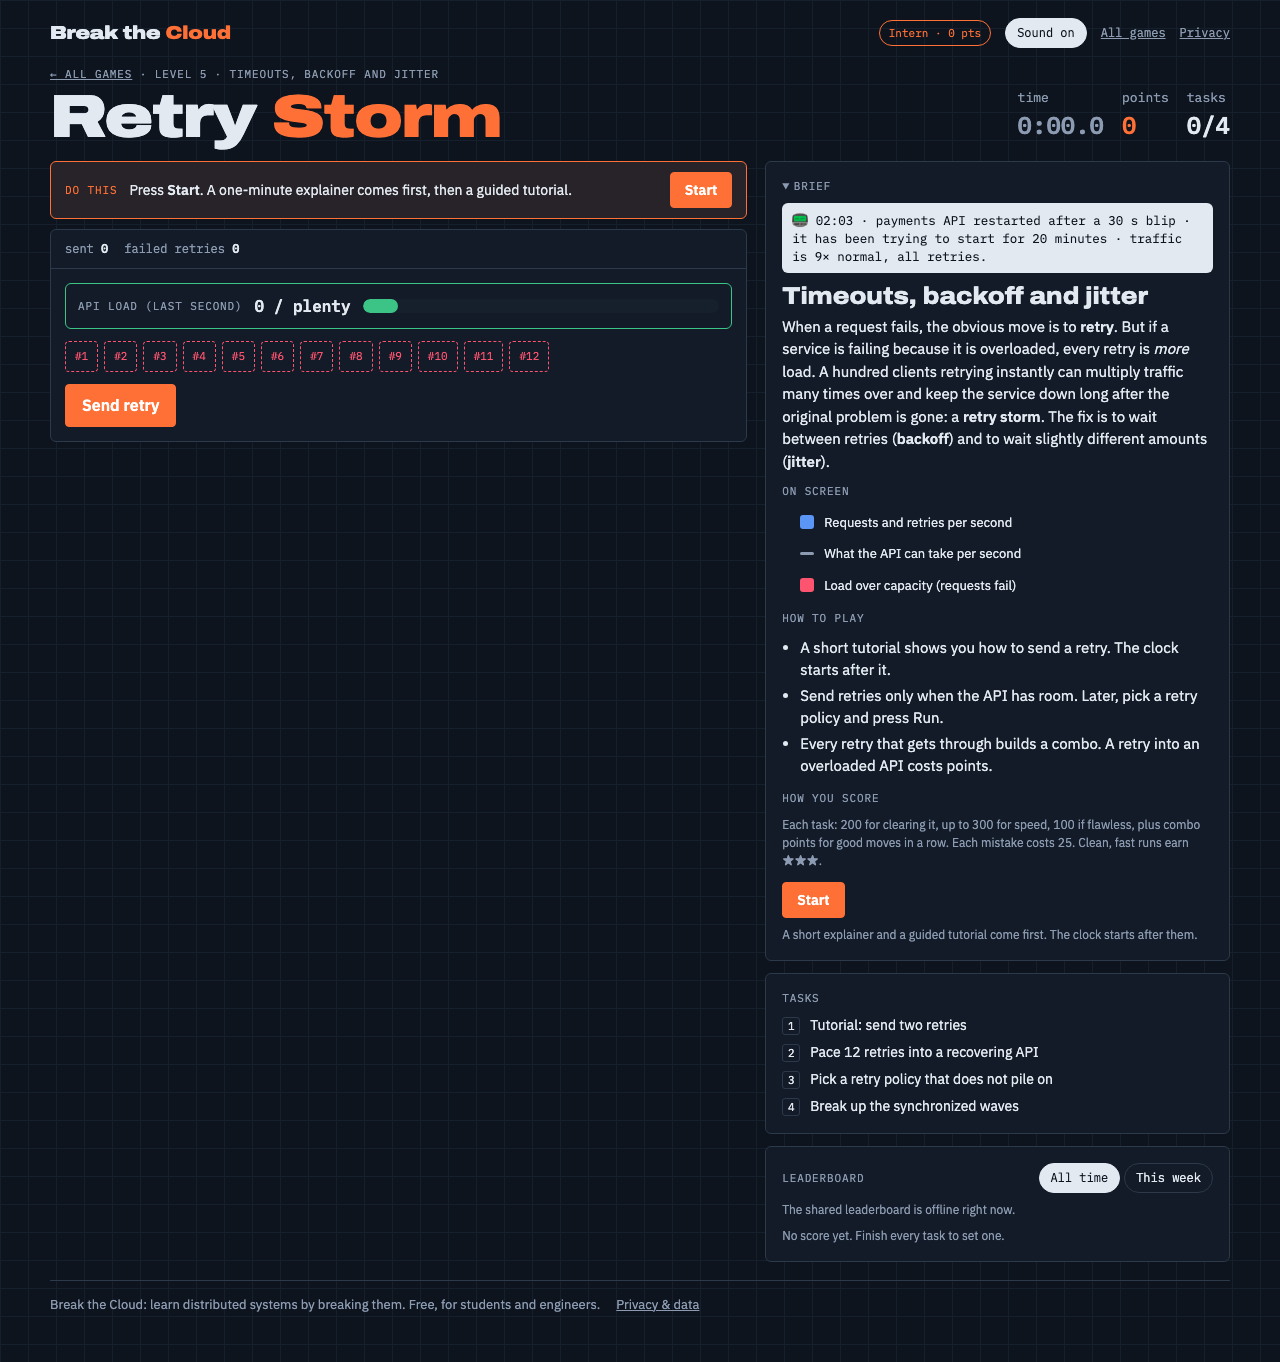 Break the Cloud
Intern · 0 pts
Sound on
All games
Privacy
← ALL GAMES · LEVEL 5 · TIMEOUTS, BACKOFF AND JITTER
Retry Storm
time
0:00.0
points
0
tasks
0/4
DO THIS Press Start. A one-minute explainer comes first, then a guided tutorial.
Start
sent 0 failed retries 0
API LOAD (LAST SECOND) 0 / plenty
#1 #2 #3 #4 #5 #6 #7 #8 #9 #10 #11 #12
Send retry
▼ BRIEF
02:03 · payments API restarted after a 30 s blip ·
it has been trying to start for 20 minutes · traffic
is 9× normal, all retries.
Timeouts, backoff and jitter
When a request fails, the obvious move is to retry. But if a
service is failing because it is overloaded, every retry is more
load. A hundred clients retrying instantly can multiply traffic
many times over and keep the service down long after the
original problem is gone: a retry storm. The fix is to wait
between retries (backoff) and to wait slightly different amounts
(jitter).
ON SCREEN
Requests and retries per second
What the API can take per second
Load over capacity (requests fail)
HOW TO PLAY
• A short tutorial shows you how to send a retry. The clock
starts after it.
• Send retries only when the API has room. Later, pick a retry
policy and press Run.
• Every retry that gets through builds a combo. A retry into an
overloaded API costs points.
HOW YOU SCORE
Each task: 200 for clearing it, up to 300 for speed, 100 if flawless, plus combo
points for good moves in a row. Each mistake costs 25. Clean, fast runs earn
★★★.
Start
A short explainer and a guided tutorial come first. The clock starts after them.
TASKS
1 Tutorial: send two retries
2 Pace 12 retries into a recovering API
3 Pick a retry policy that does not pile on
4 Break up the synchronized waves
LEADERBOARD
All time
This week
The shared leaderboard is offline right now.
No score yet. Finish every task to set one.
Break the Cloud: learn distributed systems by breaking them. Free, for students and engineers. Privacy & data